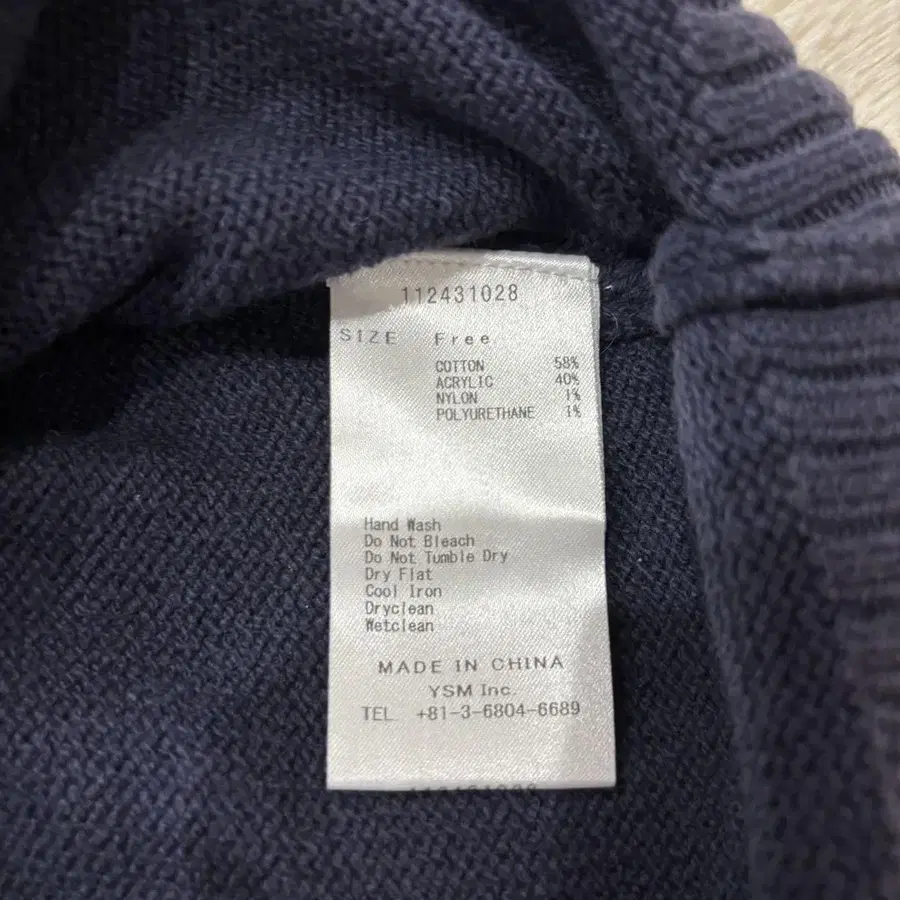 112431028
SIZE Free
COTTON 58%
ACRYLIC 40%
NYLON 1%
POLYURETHANE 1%
Hand Wash
Do Not Bleach
Do Not Tumble Dry
Dry Flat
Cool Iron
Dryclean
Wetclean
MADE IN CHINA
YSM Inc.
TEL +81-3-6804-6689